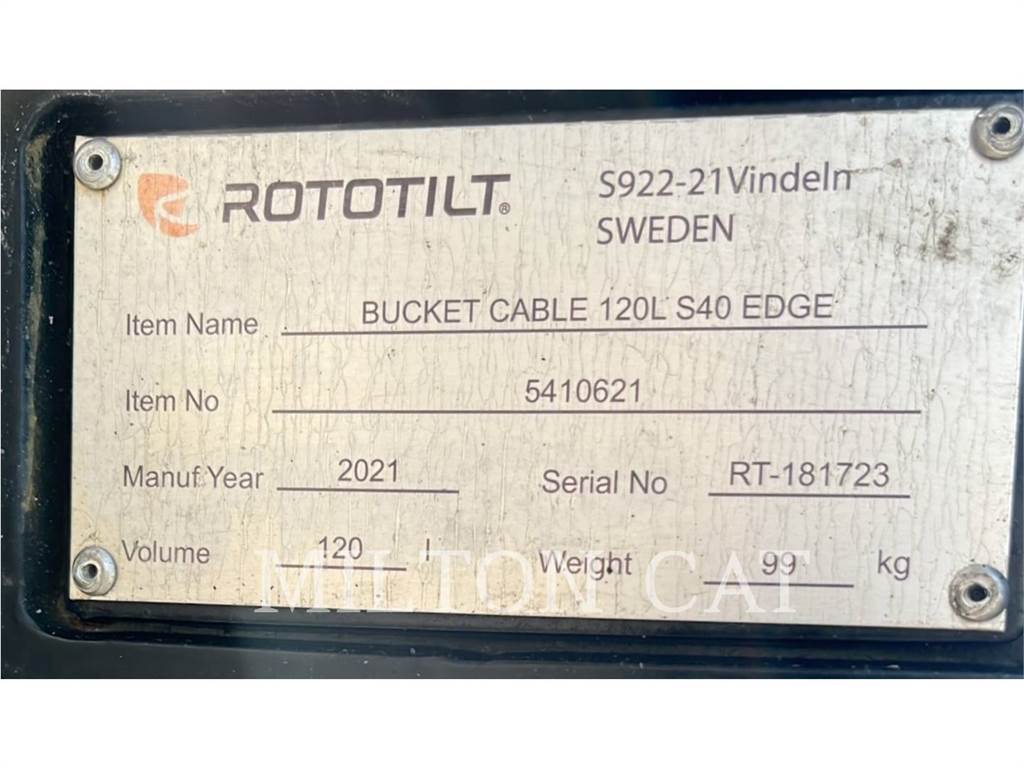 ROTOTILT®
S922-21Vindeln
SWEDEN
Item Name BUCKET CABLE 120L S40 EDGE
Item No 5410621
Manuf Year 2021 Serial No RT-181723
Volume 120 l Weight 99 kg
MILTON CAT